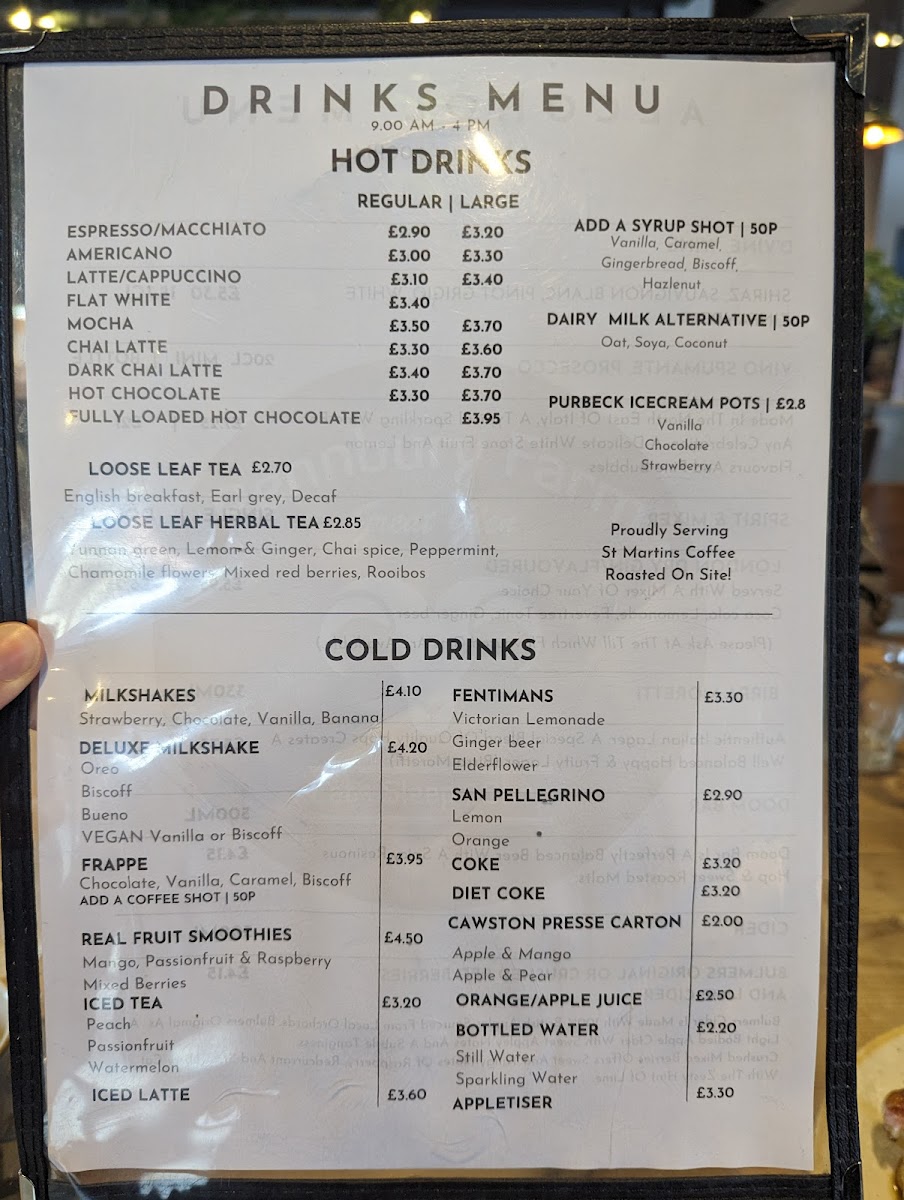 DRINKS MENU
9.00 AM - 4 PM
HOT DRINKS
REGULAR | LARGE
ESPRESSO/MACCHIATO £2.90 £3.20
AMERICANO £3.00 £3.30
LATTE/CAPPUCCINO £3.10 £3.40
FLAT WHITE £3.40
MOCHA £3.50 £3.70
CHAI LATTE £3.30 £3.60
DARK CHAI LATTE £3.40 £3.70
HOT CHOCOLATE £3.30 £3.70
FULLY LOADED HOT CHOCOLATE £3.95
LOOSE LEAF TEA £2.70
English breakfast, Earl grey, Decaf
LOOSE LEAF HERBAL TEA £2.85
Yunnan green, Lemon & Ginger, Chai spice, Peppermint,
Chamomile flowers, Mixed red berries, Rooibos
ADD A SYRUP SHOT | 50P
Vanilla, Caramel,
Gingerbread, Biscoff,
Hazlenut
DAIRY MILK ALTERNATIVE | 50P
Oat, Soya, Coconut
PURBECK ICECREAM POTS | £2.8
Vanilla
Chocolate
Strawberry
Proudly Serving
St Martins Coffee
Roasted On Site!
COLD DRINKS
MILKSHAKES £4.10
Strawberry, Chocolate, Vanilla, Banana
DELUXE MILKSHAKE £4.20
Oreo
Biscoff
Bueno
VEGAN Vanilla or Biscoff
FRAPPE £3.95
Chocolate, Vanilla, Caramel, Biscoff
ADD A COFFEE SHOT | 50P
REAL FRUIT SMOOTHIES £4.50
Mango, Passionfruit & Raspberry
Mixed Berries
ICED TEA £3.20
Peach
Passionfruit
Watermelon
ICED LATTE £3.60
FENTIMANS £3.30
Victorian Lemonade
Ginger beer
Elderflower
SAN PELLEGRINO £2.90
Lemon
Orange
COKE £3.20
DIET COKE £3.20
CAWSTON PRESSE CARTON £2.00
Apple & Mango
Apple & Pear
ORANGE/APPLE JUICE £2.50
BOTTLED WATER £2.20
Still Water
Sparkling Water
APPLETISER £3.30